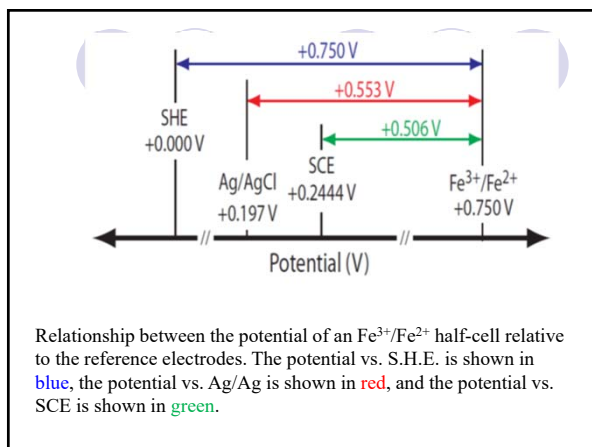 +0.750 V
+0.553 V
+0.506 V
SHE
+0.000 V
Ag/AgCl
+0.197 V
SCE
+0.2444 V
Fe³⁺/Fe²⁺
+0.750 V
Potential (V)
Relationship between the potential of an Fe³⁺/Fe²⁺ half-cell relative
to the reference electrodes. The potential vs. S.H.E. is shown in
blue, the potential vs. Ag/Ag is shown in red, and the potential vs.
SCE is shown in green.